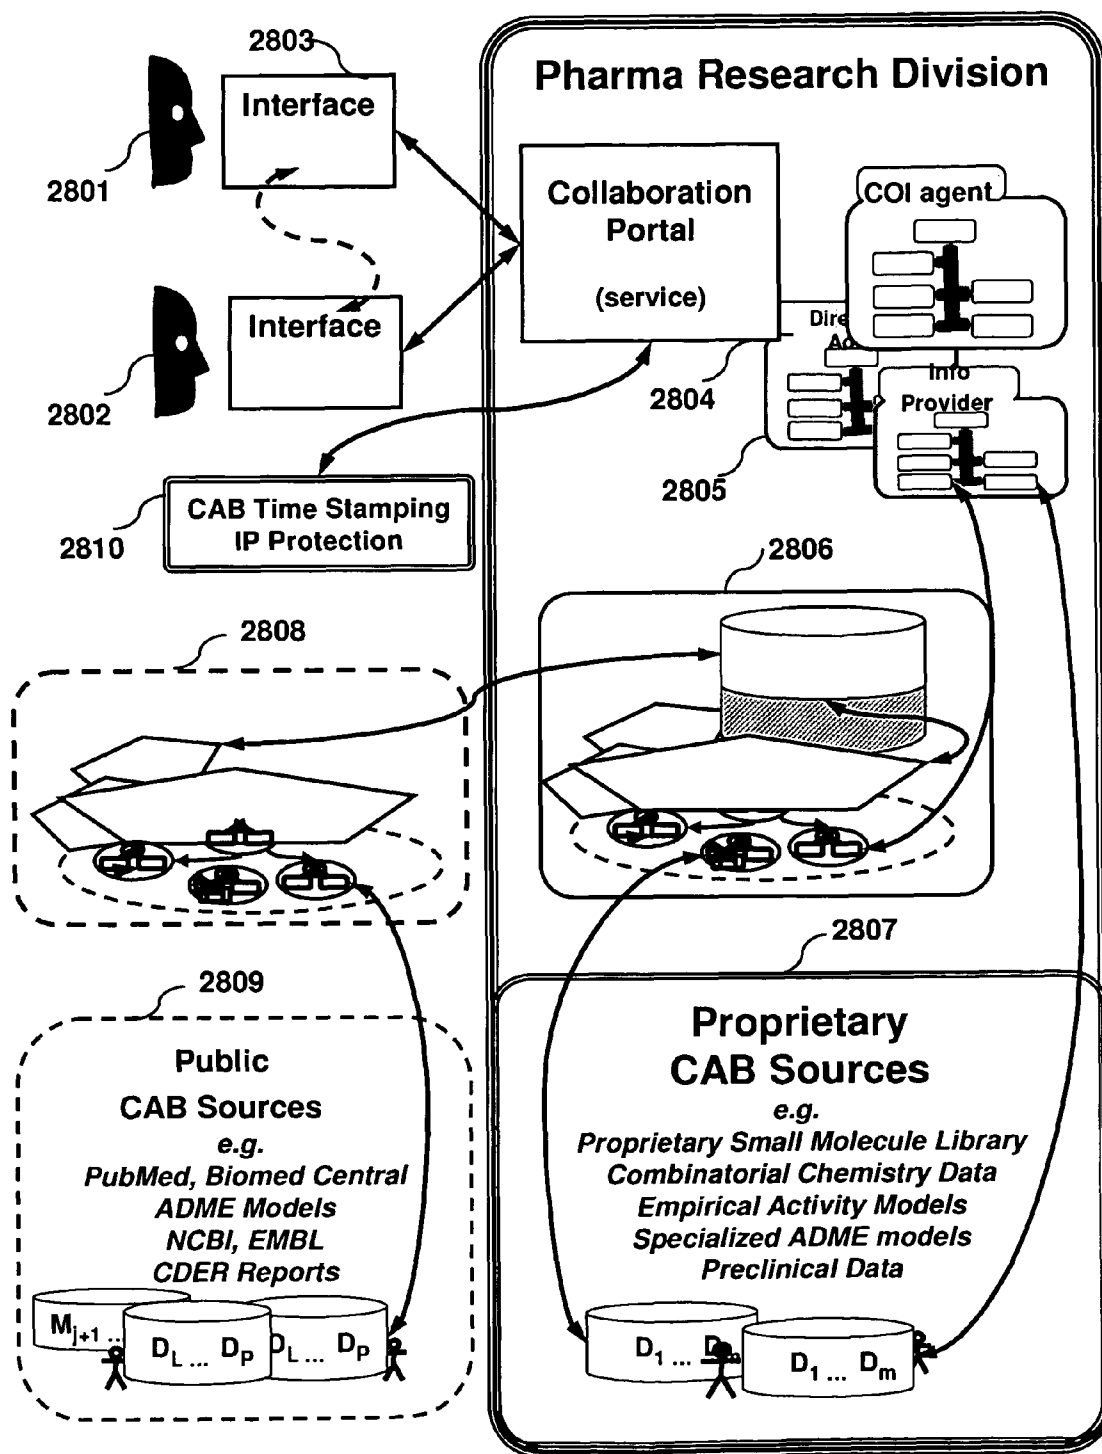 2803
Pharma Research Division
Interface
2801
Collaboration
Portal
(service)
COI agent
Interface
2802
2804
Info
Provider
2805
CAB Time Stamping
IP Protection
2810
2806
2808
2807
2809
Public
CAB Sources
e.g.
PubMed, Biomed Central
ADME Models
NCBI, EMBL
CDER Reports
Mj+1 ...
DL ... DP
DL ... DP
Proprietary
CAB Sources
e.g.
Proprietary Small Molecule Library
Combinatorial Chemistry Data
Empirical Activity Models
Specialized ADME models
Preclinical Data
D1 ... Dm
D1 ... Dm